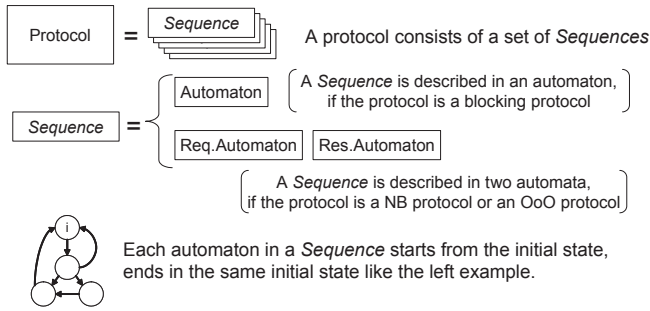 Protocol = Sequence A protocol consists of a set of Sequences
Automaton A Sequence is described in an automaton,
if the protocol is a blocking protocol
Sequence =
Req.Automaton Res.Automaton
A Sequence is described in two automata,
if the protocol is a NB protocol or an OoO protocol
i
Each automaton in a Sequence starts from the initial state,
ends in the same initial state like the left example.